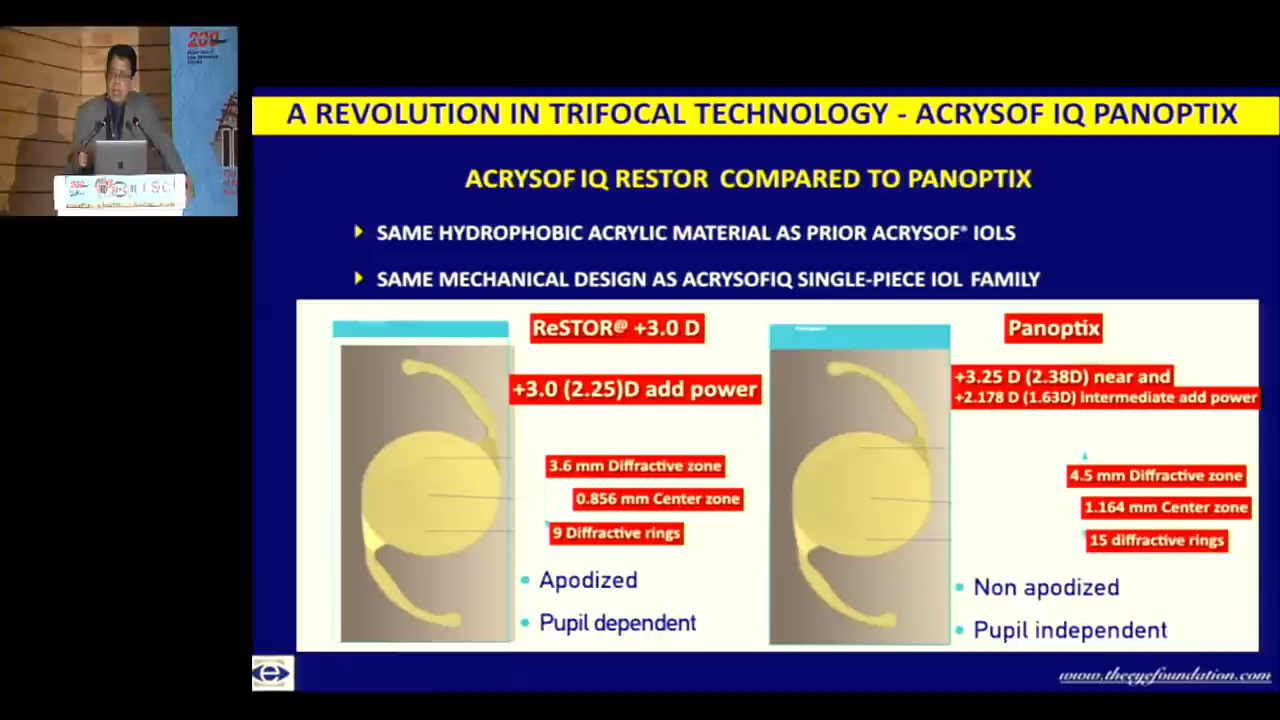 200
A REVOLUTION IN TRIFOCAL TECHNOLOGY - ACRYSOF IQ PANOPTIX
ACRYSOF IQ RESTOR COMPARED TO PANOPTIX
SAME HYDROPHOBIC ACRYLIC MATERIAL AS PRIOR ACRYSOF® IOLS
SAME MECHANICAL DESIGN AS ACRYSOFIQ SINGLE-PIECE IOL FAMILY
ReSTOR@ +3.0 D
+3.0 (2.25)D add power
3.6 mm Diffractive zone
0.856 mm Center zone
9 Diffractive rings
Apodized
Pupil dependent
Panoptix
+3.25 D (2.38D) near and
+2.178 D (1.63D) intermediate add power
4.5 mm Diffractive zone
1.164 mm Center zone
15 diffractive rings
Non apodized
Pupil independent
www.theeyefoundation.com